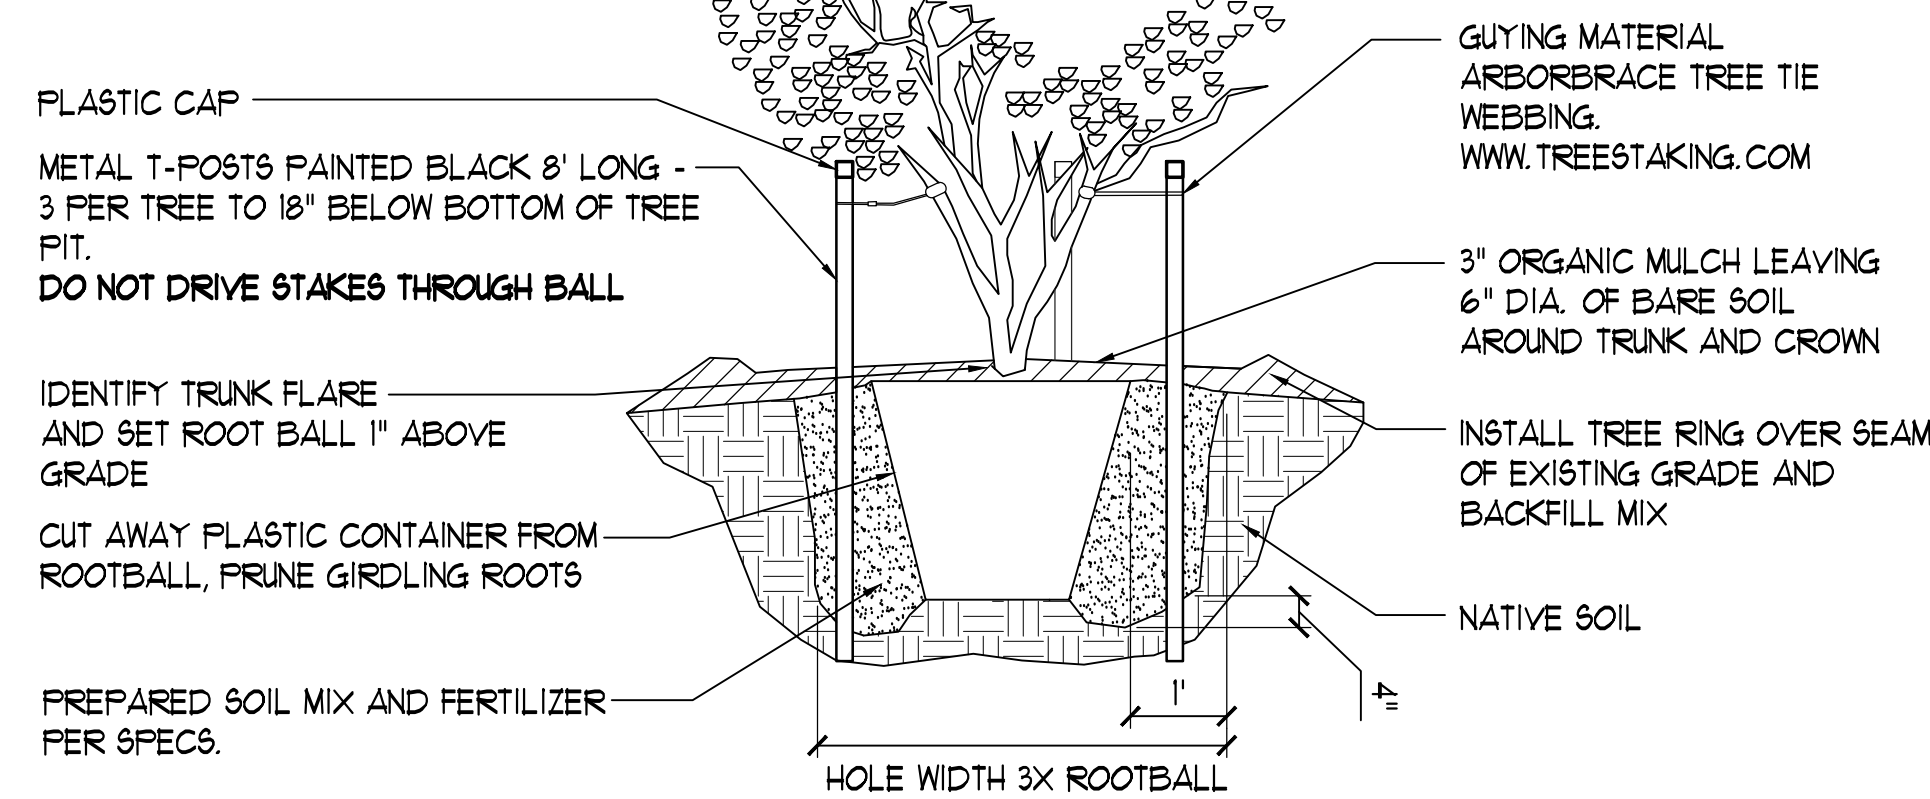 PLASTIC CAP
METAL T-POSTS PAINTED BLACK 8' LONG -
3 PER TREE TO 18" BELOW BOTTOM OF TREE
PIT.
DO NOT DRIVE STAKES THROUGH BALL
IDENTIFY TRUNK FLARE
AND SET ROOT BALL 1" ABOVE
GRADE
CUT AWAY PLASTIC CONTAINER FROM
ROOTBALL, PRUNE GIRDLING ROOTS
PREPARED SOIL MIX AND FERTILIZER
PER SPECS.
GUYING MATERIAL
ARBORBRACE TREE TIE
WEBBING.
WWW.TREESTAKING.COM
3" ORGANIC MULCH LEAVING
6" DIA. OF BARE SOIL
AROUND TRUNK AND CROWN
INSTALL TREE RING OVER SEAM
OF EXISTING GRADE AND
BACKFILL MIX
NATIVE SOIL
4"
1'
HOLE WIDTH 3X ROOTBALL